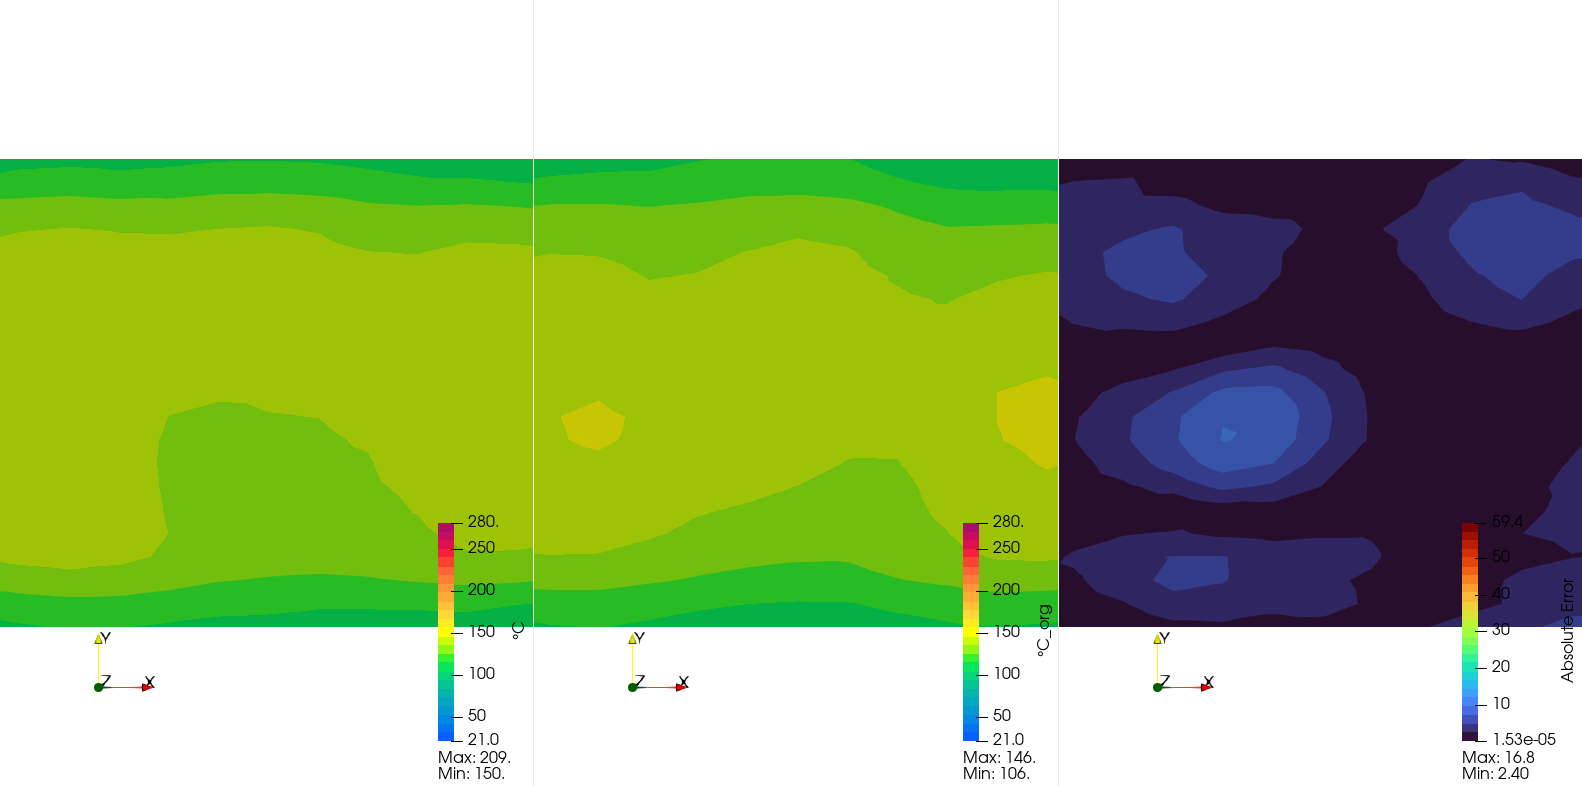 280.
250
200
150
100
50
21.0
°C
Max: 209.
Min: 150.
Y
Z
X
280.
250
200
150
100
50
21.0
°C_org
Max: 146.
Min: 106.
Y
Z
X
59.4
50
40
30
20
10
1.53e-05
Absolute Error
Max: 16.8
Min: 2.40
Y
Z
X